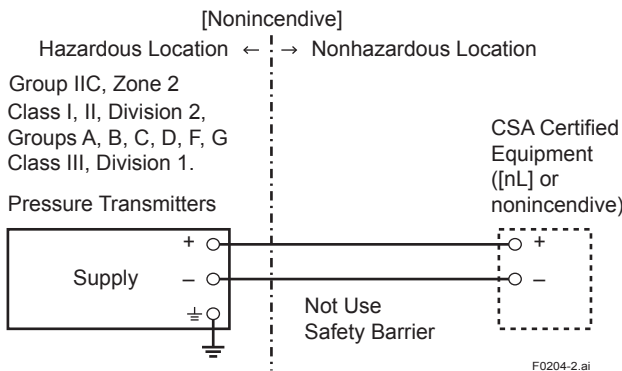 [Nonincendive]
Hazardous Location ← → Nonhazardous Location
Group IIC, Zone 2
Class I, II, Division 2,
Groups A, B, C, D, F, G
Class III, Division 1.
CSA Certified
Equipment
([nL] or
nonincendive)
Pressure Transmitters
Supply
+
–
+
–
Not Use
Safety Barrier
F0204-2.ai